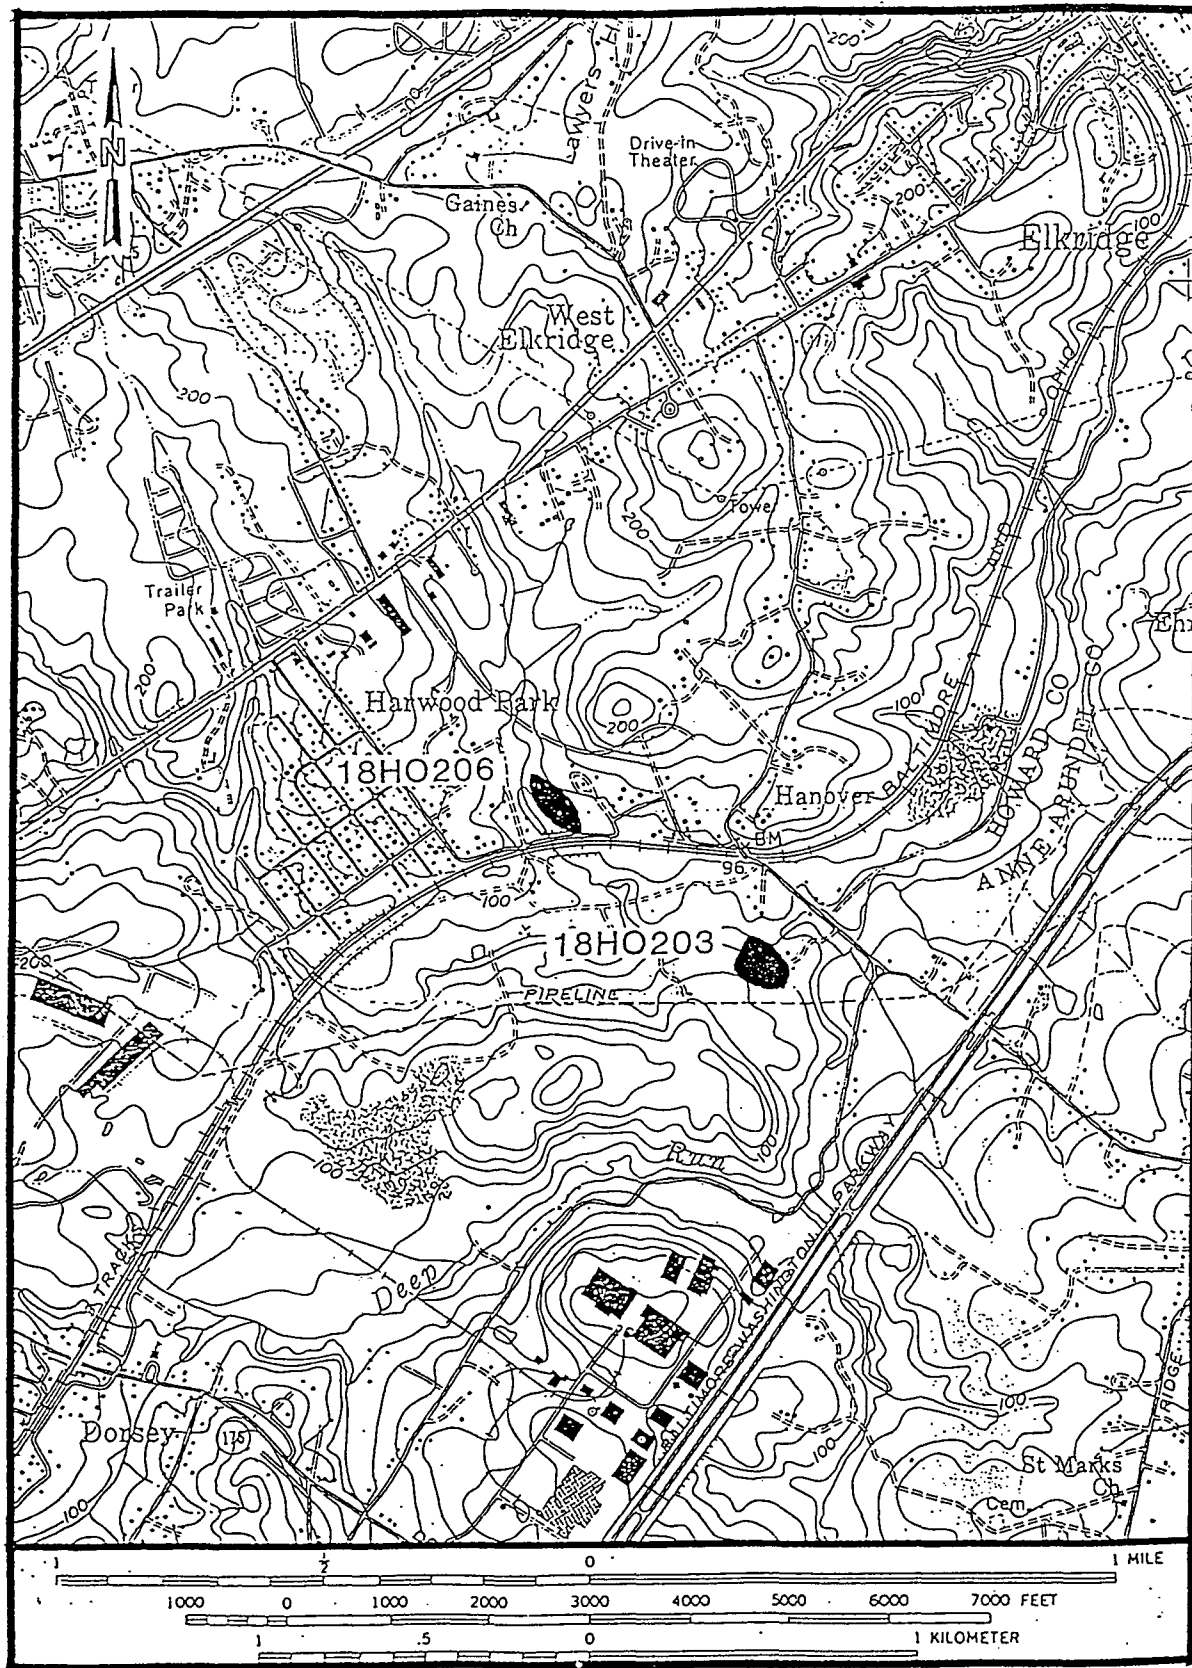 200
Lawyers H
N
Drive-in
Theater
200
Gaines
Ch
100
Elkridge
West
Elkridge
OHIO
200
Tower
200
AND
Trailer
Park
200
Harwood Park
200
100
BALTIMORE
HOWARD CO
ANNE ARUNDEL CO
18HO206
Hanover
BM
96
100
18HO203
200
PIPELINE
Run
100
100
PARKWAY
Deep
TRACKS
BALTIMORE-WASHINGTON
100
RIDGE
Dorsey
176
100
100
St Marks
Ch
Cem
1 ½ 0 1 MILE
1000 0 1000 2000 3000 4000 5000 6000 7000 FEET
1 .5 0 1 KILOMETER